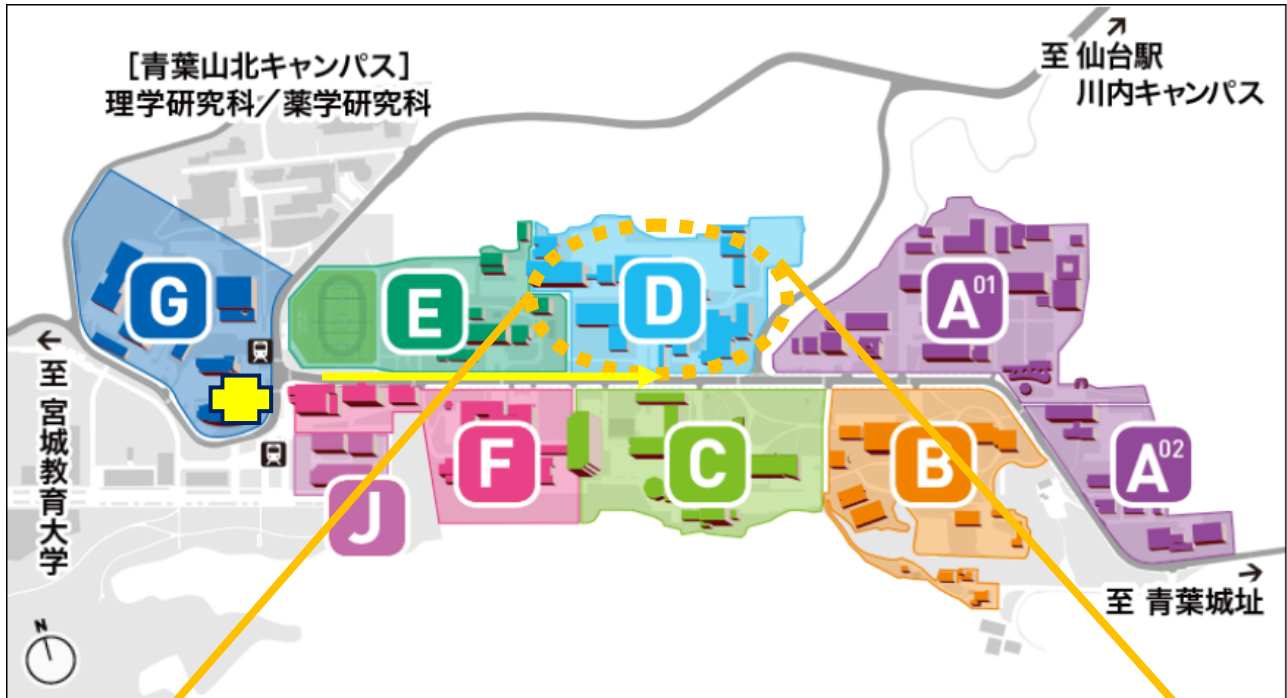 ［青葉山北キャンパス］
理学研究科／薬学研究科
↗
至 仙台駅
川内キャンパス
G
E
D
A01
←
至 宮城教育大学
J
F
C
B
A02
→
至 青葉城址
N